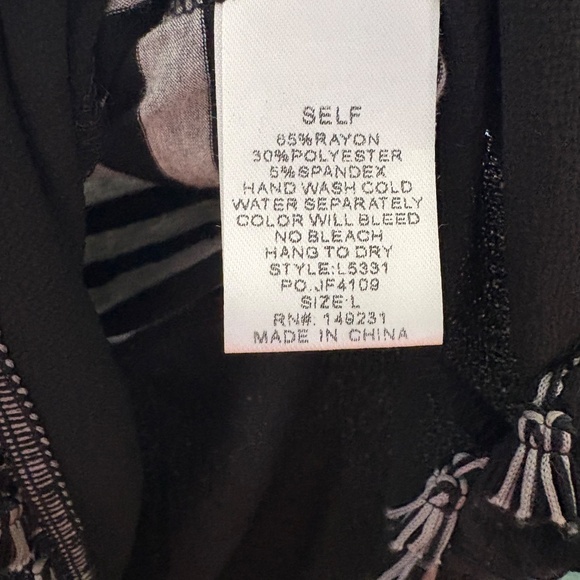 SELF
65%RAYON
30%POLYESTER
5%SPANDEX
HAND WASH COLD
WATER SEPARATELY
COLOR WILL BLEED
NO BLEACH
HANG TO DRY
STYLE:L5331
PO.JF4109
SIZE:L
RN#: 149231
MADE IN CHINA